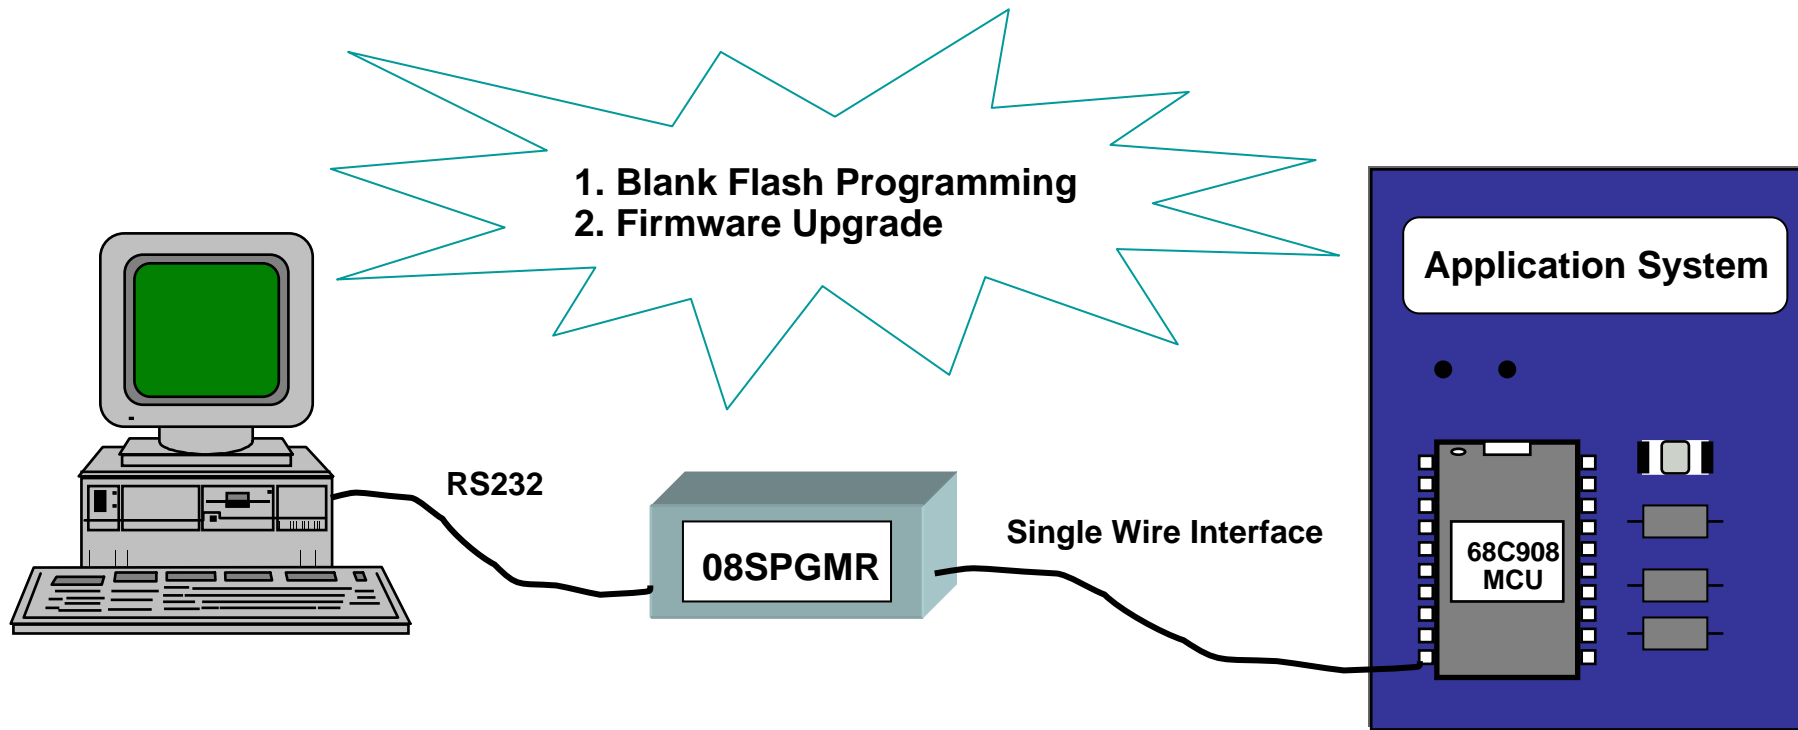 1. Blank Flash Programming
2. Firmware Upgrade
Application System
RS232
08SPGMR
Single Wire Interface
68C908
MCU